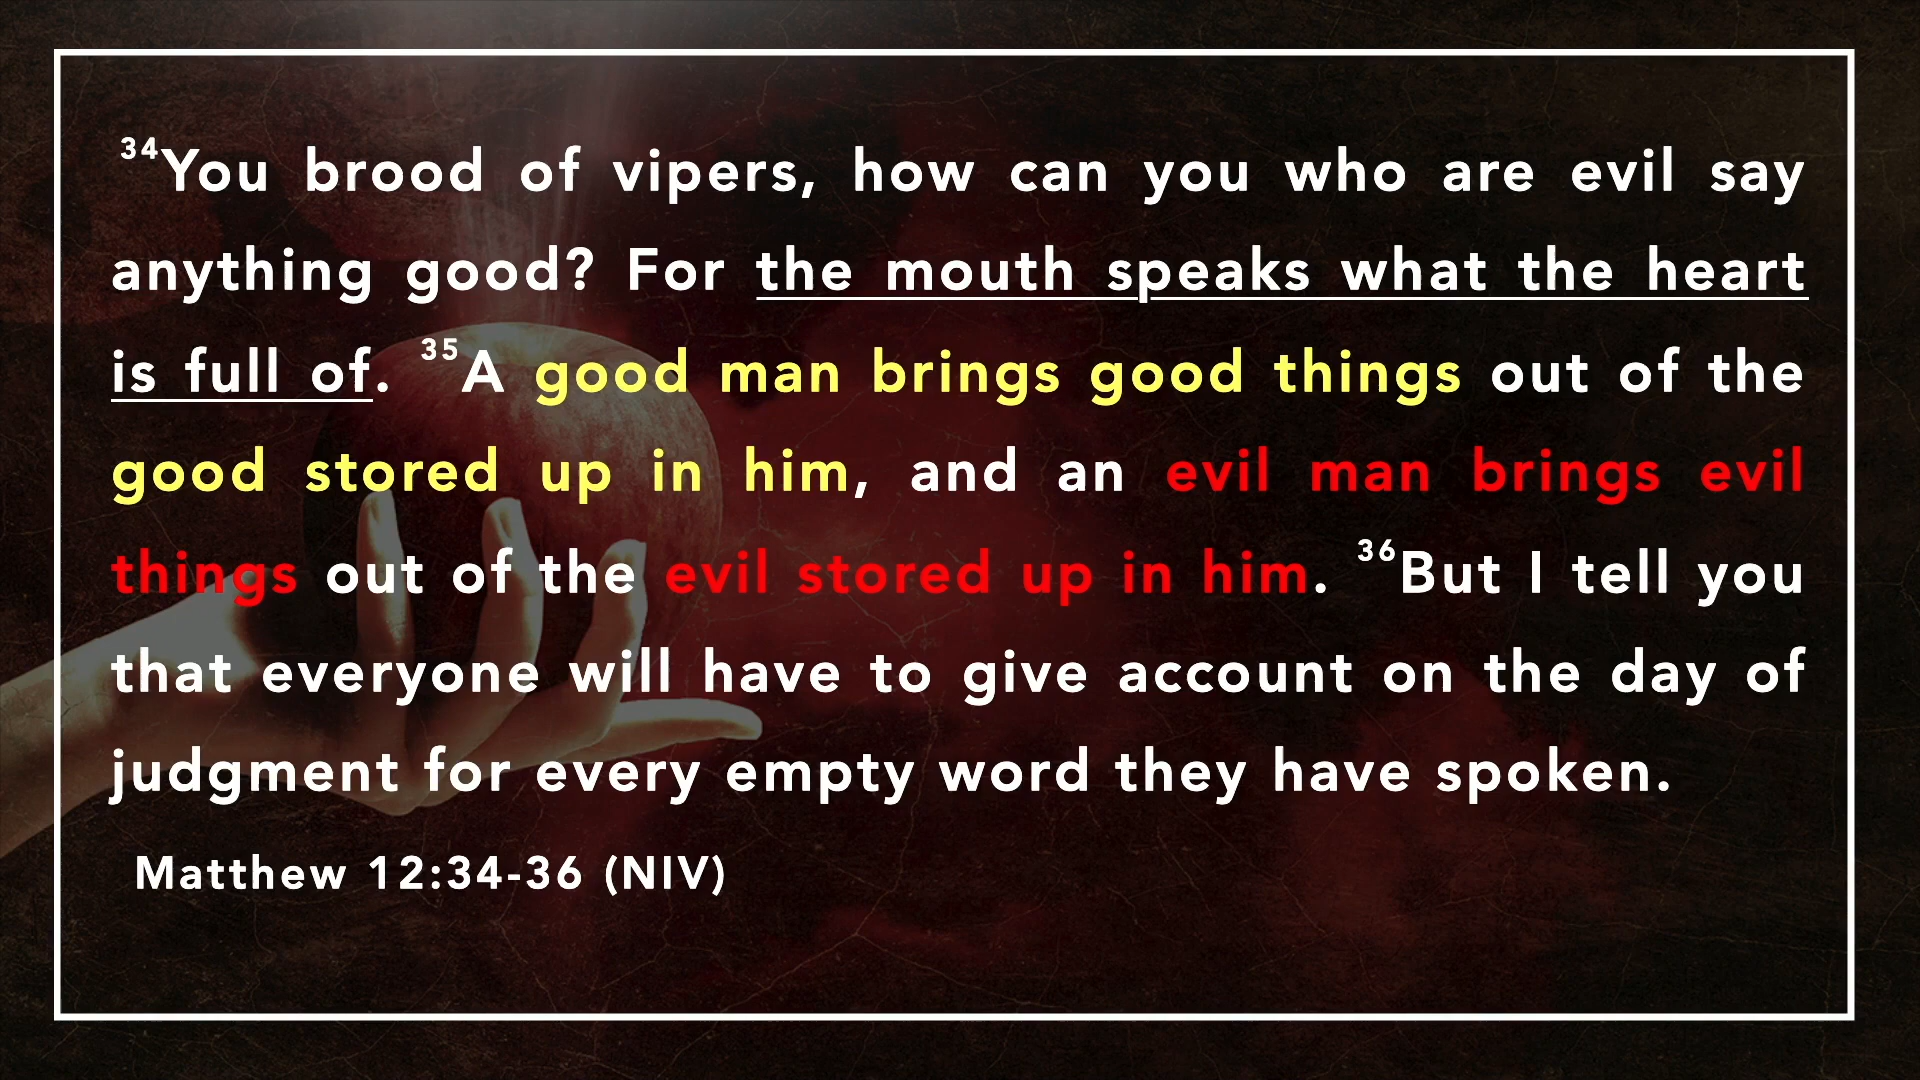 34You brood of vipers, how can you who are evil say
anything good? For the mouth speaks what the heart
is full of. 35A good man brings good things out of the
good stored up in him, and an evil man brings evil
things out of the evil stored up in him. 36But I tell you
that everyone will have to give account on the day of
judgment for every empty word they have spoken.
Matthew 12:34-36 (NIV)